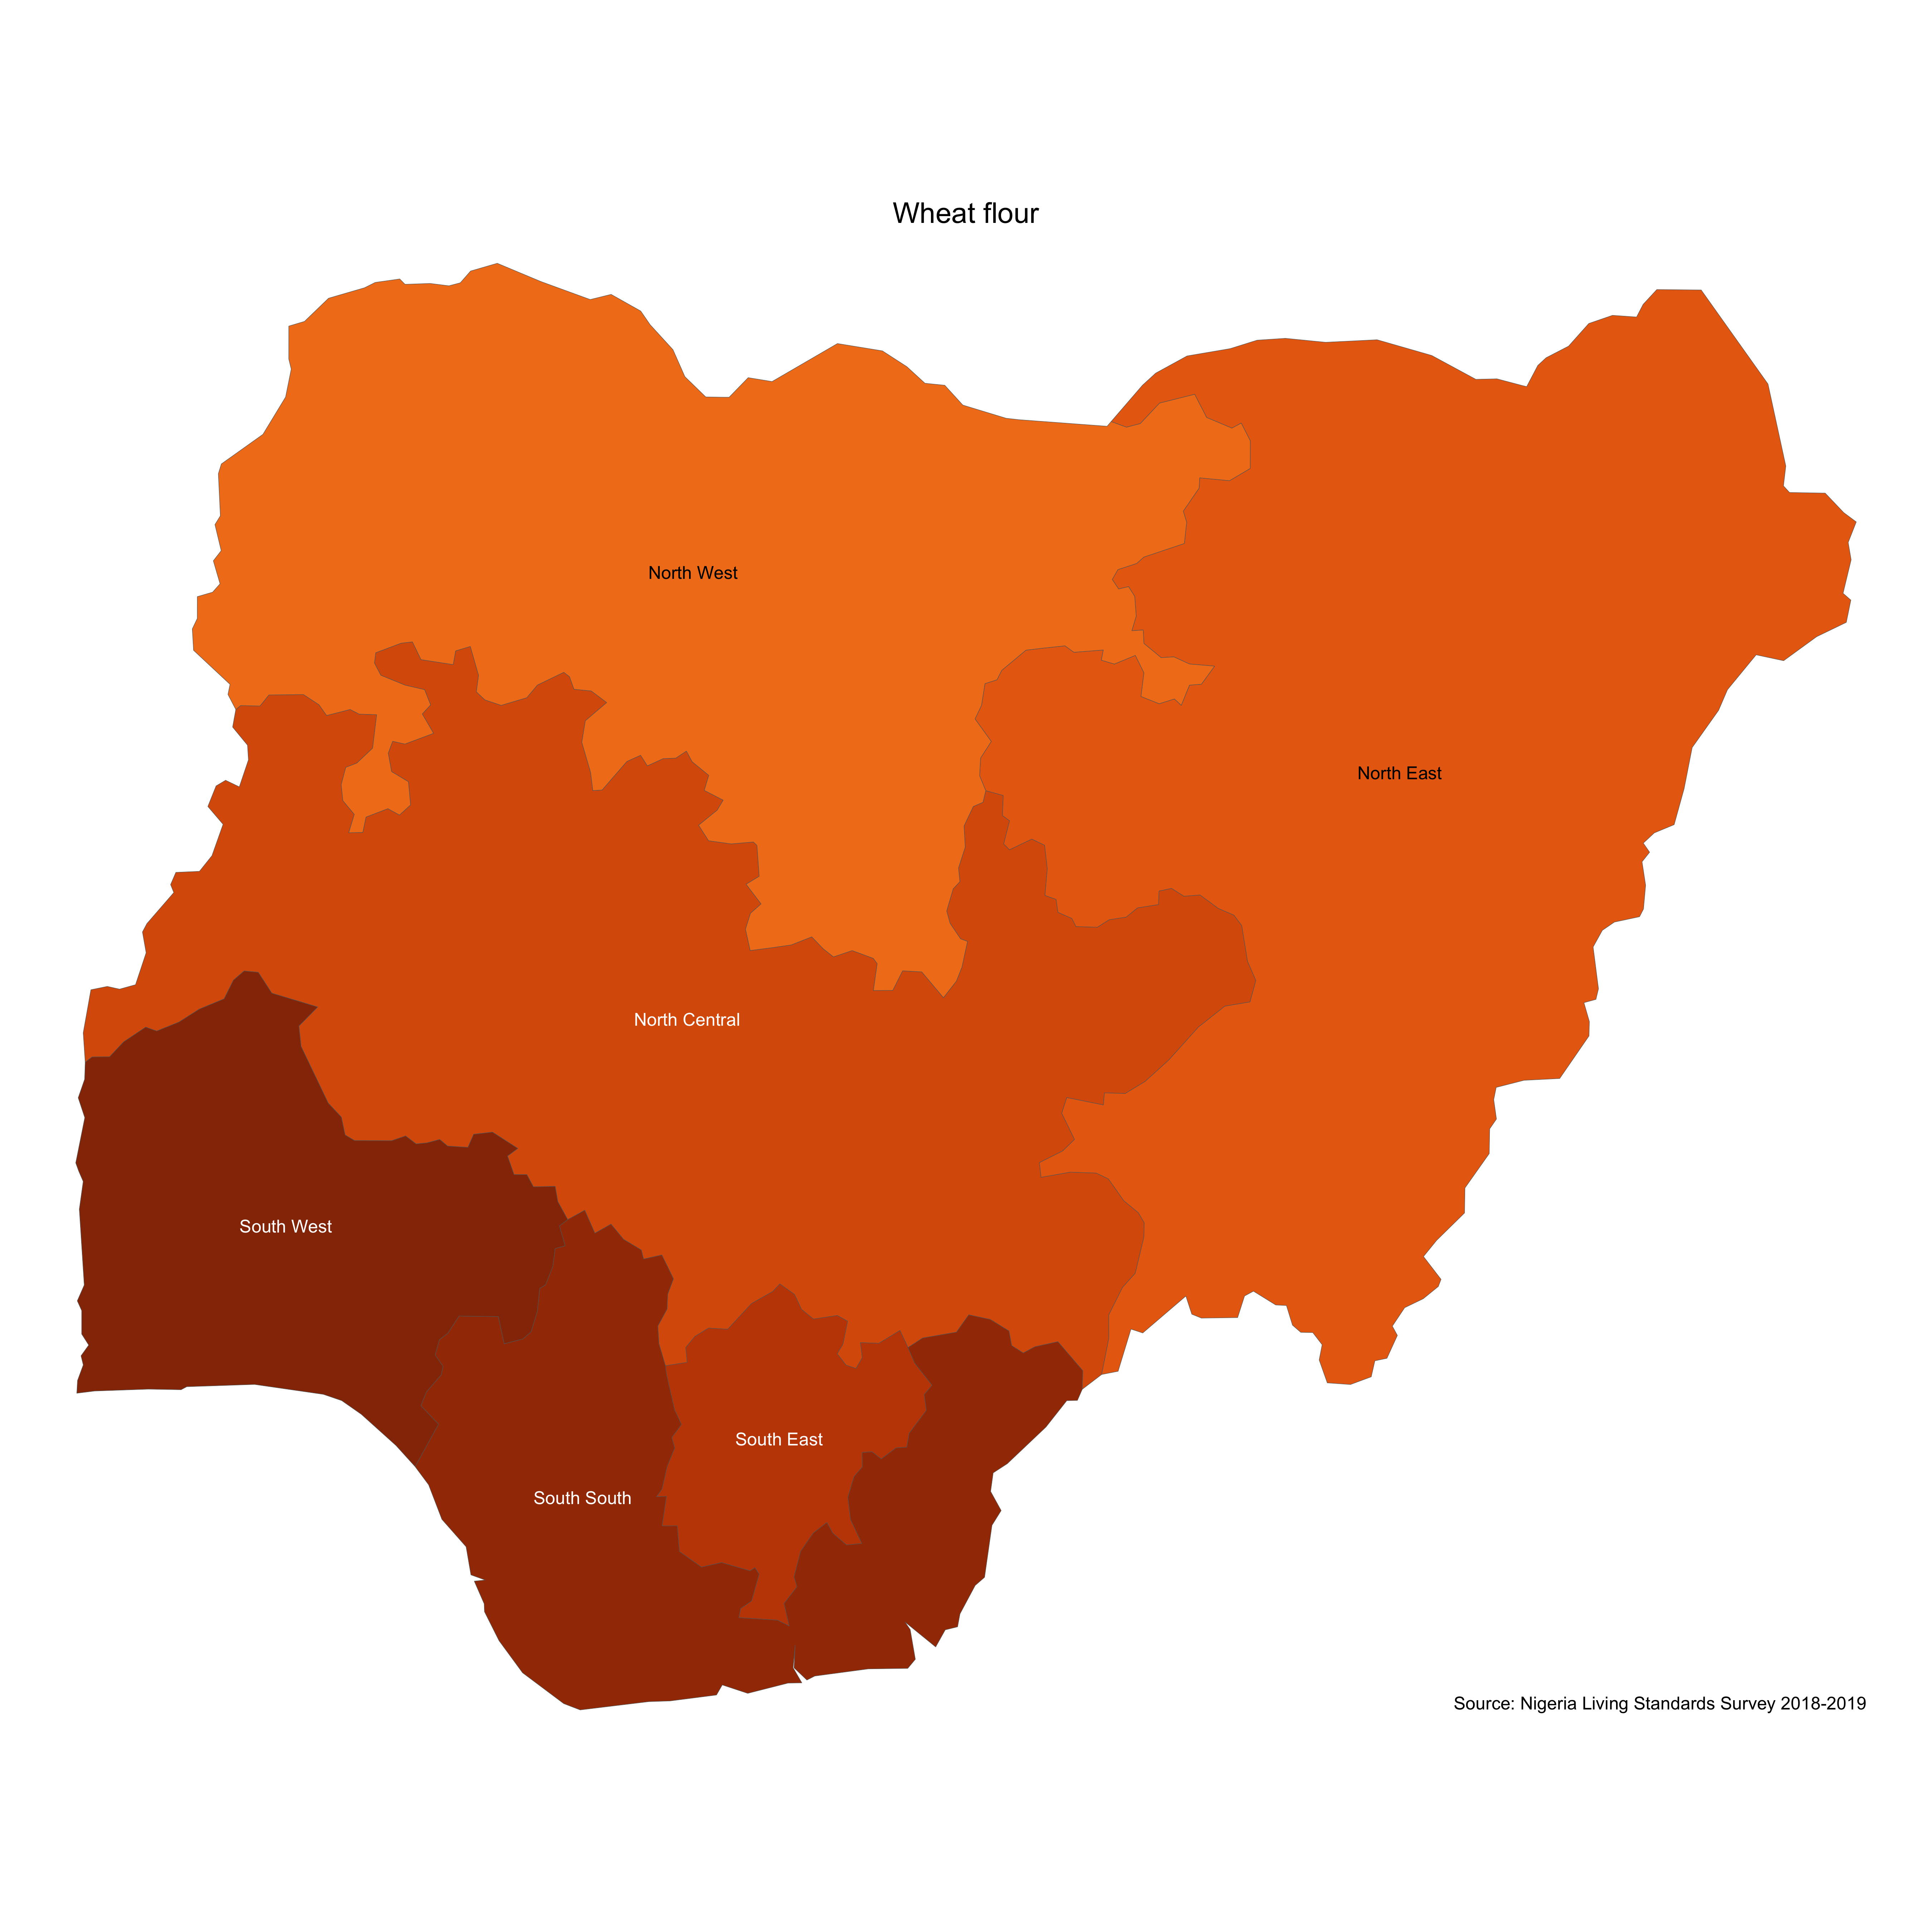 Wheat flour
North West
North East
North Central
South West
South East
South South
Source: Nigeria Living Standards Survey 2018-2019